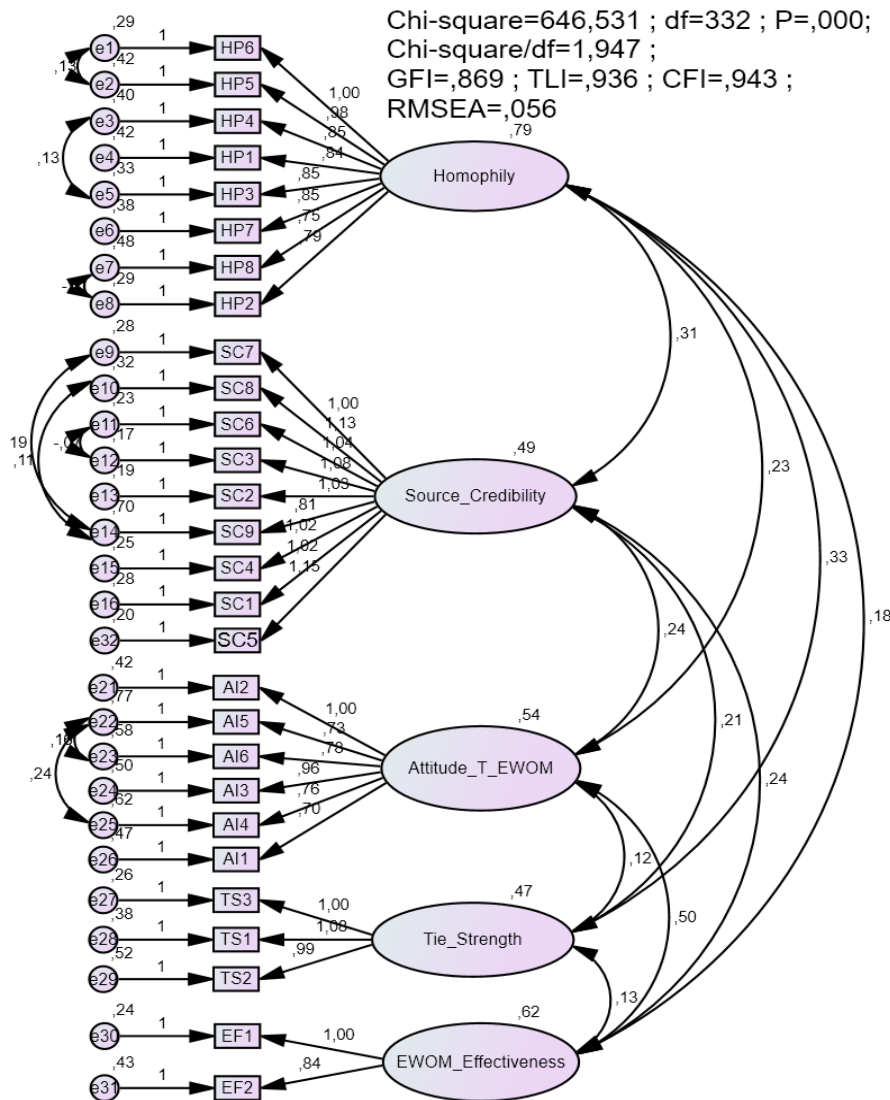 Chi-square=646,531 ; df=332 ; P=,000;
Chi-square/df=1,947 ;
GFI=,869 ; TLI=,936 ; CFI=,943 ;
RMSEA=,056
,29
e1 1 HP6
,42
e2 1 HP5
,40
e3 1 HP4
,42
e4 1 HP1
,33
e5 1 HP3
,38
e6 1 HP7
,48
e7 1 HP8
,29
e8 1 HP2
,13
1,00
,98
,85
,84
,85
,85
,75
,79
,79
Homophily
,28
e9 1 SC7
,32
e10 1 SC8
,23
e11 1 SC6
,17
e12 1 SC3
,19
e13 1 SC2
,70
e14 1 SC9
,25
e15 1 SC4
,28
e16 1 SC1
,20
e32 1 SC5
19
,11
1,00
1,13
1,04
1,08
1,03
,81
1,02
1,02
1,15
,49
Source_Credibility
,42
e21 1 AI2
,77
e22 1 AI5
,58
e23 1 AI6
,50
e24 1 AI3
,62
e25 1 AI4
,47
e26 1 AI1
,24
1,00
,73
,78
,96
,76
,70
,54
Attitude_T_EWOM
,26
e27 1 TS3
,38
e28 1 TS1
,52
e29 1 TS2
1,00
1,08
,99
,47
Tie_Strength
,24
e30 1 EF1
,43
e31 1 EF2
1,00
,84
,62
EWOM_Effectiveness
,31
,23
,33
,18
,24
,21
,24
,12
,50
,13